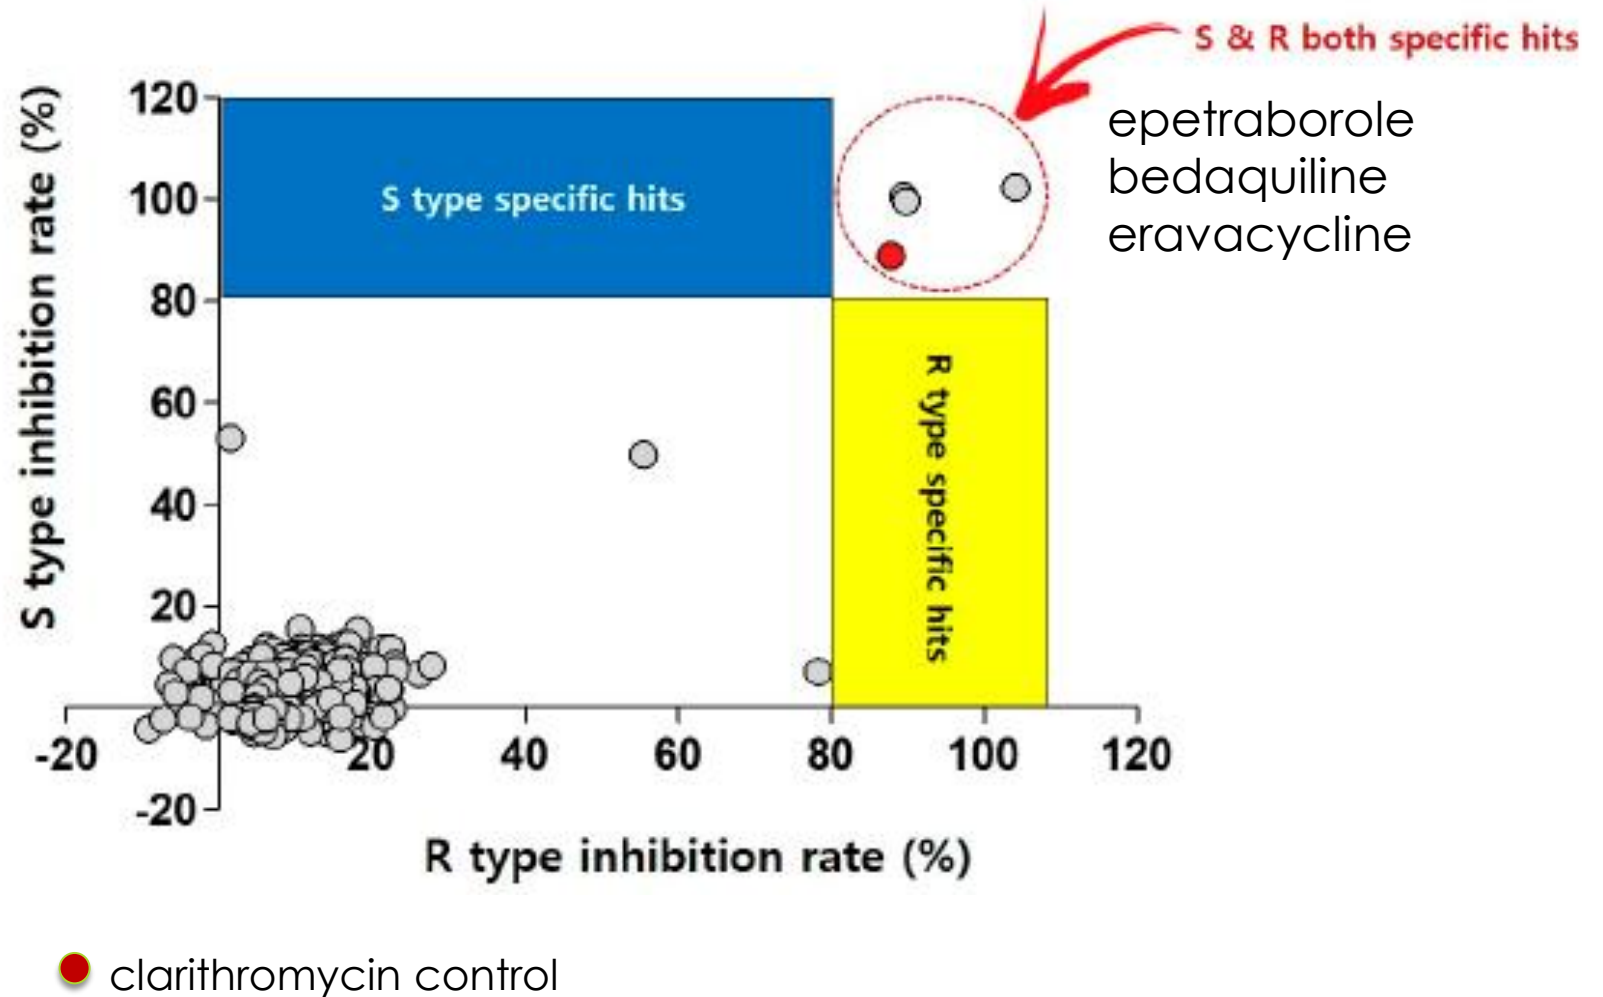 S & R both specific hits
epetraborole
bedaquiline
eravacycline
S type inhibition rate (%)
120
100
80
60
40
20
-20
S type specific hits
R type specific hits
-20
20
40
60
80
100
120
R type inhibition rate (%)
clarithromycin control